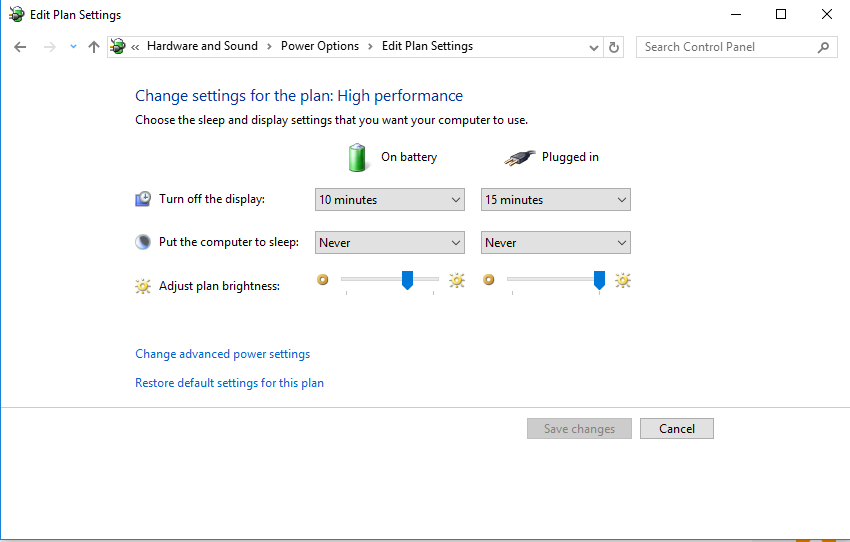 Edit Plan Settings
« Hardware and Sound > Power Options > Edit Plan Settings Search Control Panel
Change settings for the plan: High performance
Choose the sleep and display settings that you want your computer to use.
On battery Plugged in
Turn off the display: 10 minutes 15 minutes
Put the computer to sleep: Never Never
Adjust plan brightness:
Change advanced power settings
Restore default settings for this plan
Save changes Cancel